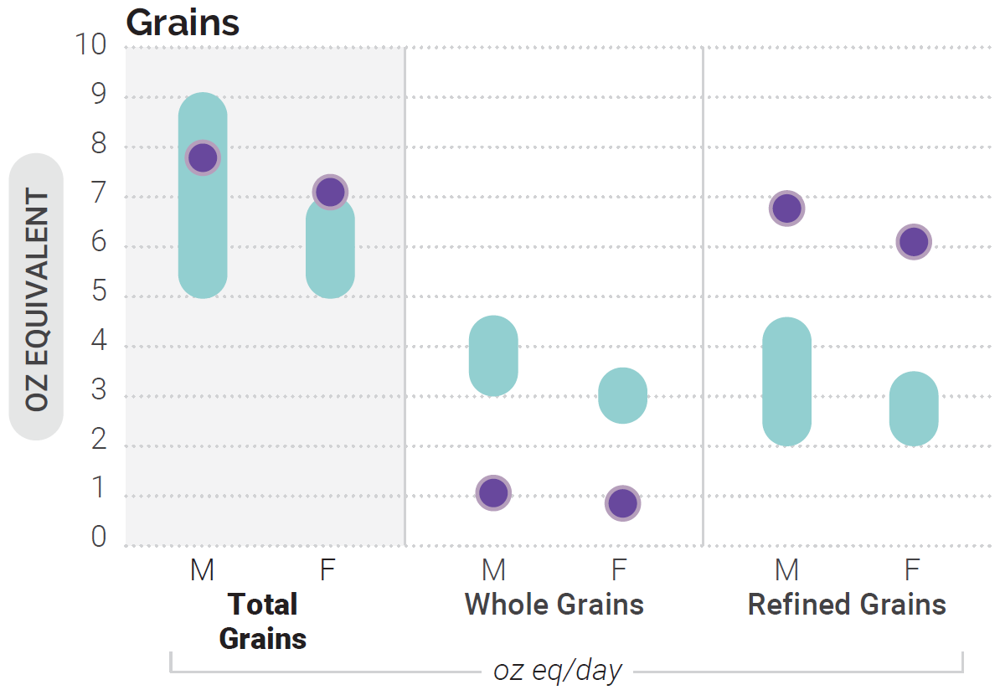 Grains
10
9
8
7
6
5
4
3
2
1
0
OZ EQUIVALENT
M F M F M F
Total Grains Whole Grains Refined Grains
oz eq/day